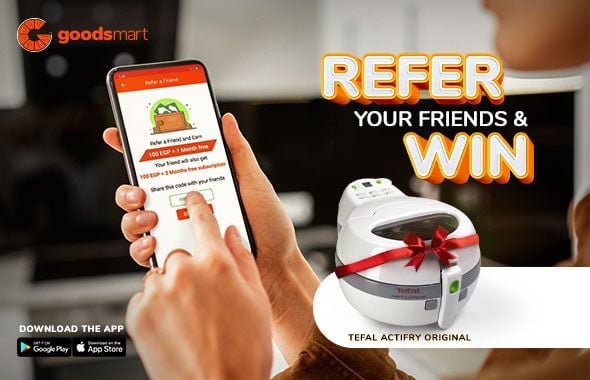 goodsmart
REFER
YOUR FRIENDS &
WIN
Refer a Friend
Refer a Friend and Earn
100 EGP + 1 Month free
Your friend will also get
100 EGP + 3 Months free subscription
Share this code with your friends
Tefal
TEFAL ACTIFRY ORIGINAL
DOWNLOAD THE APP
GET IT ON
Google Play
Download on the
App Store